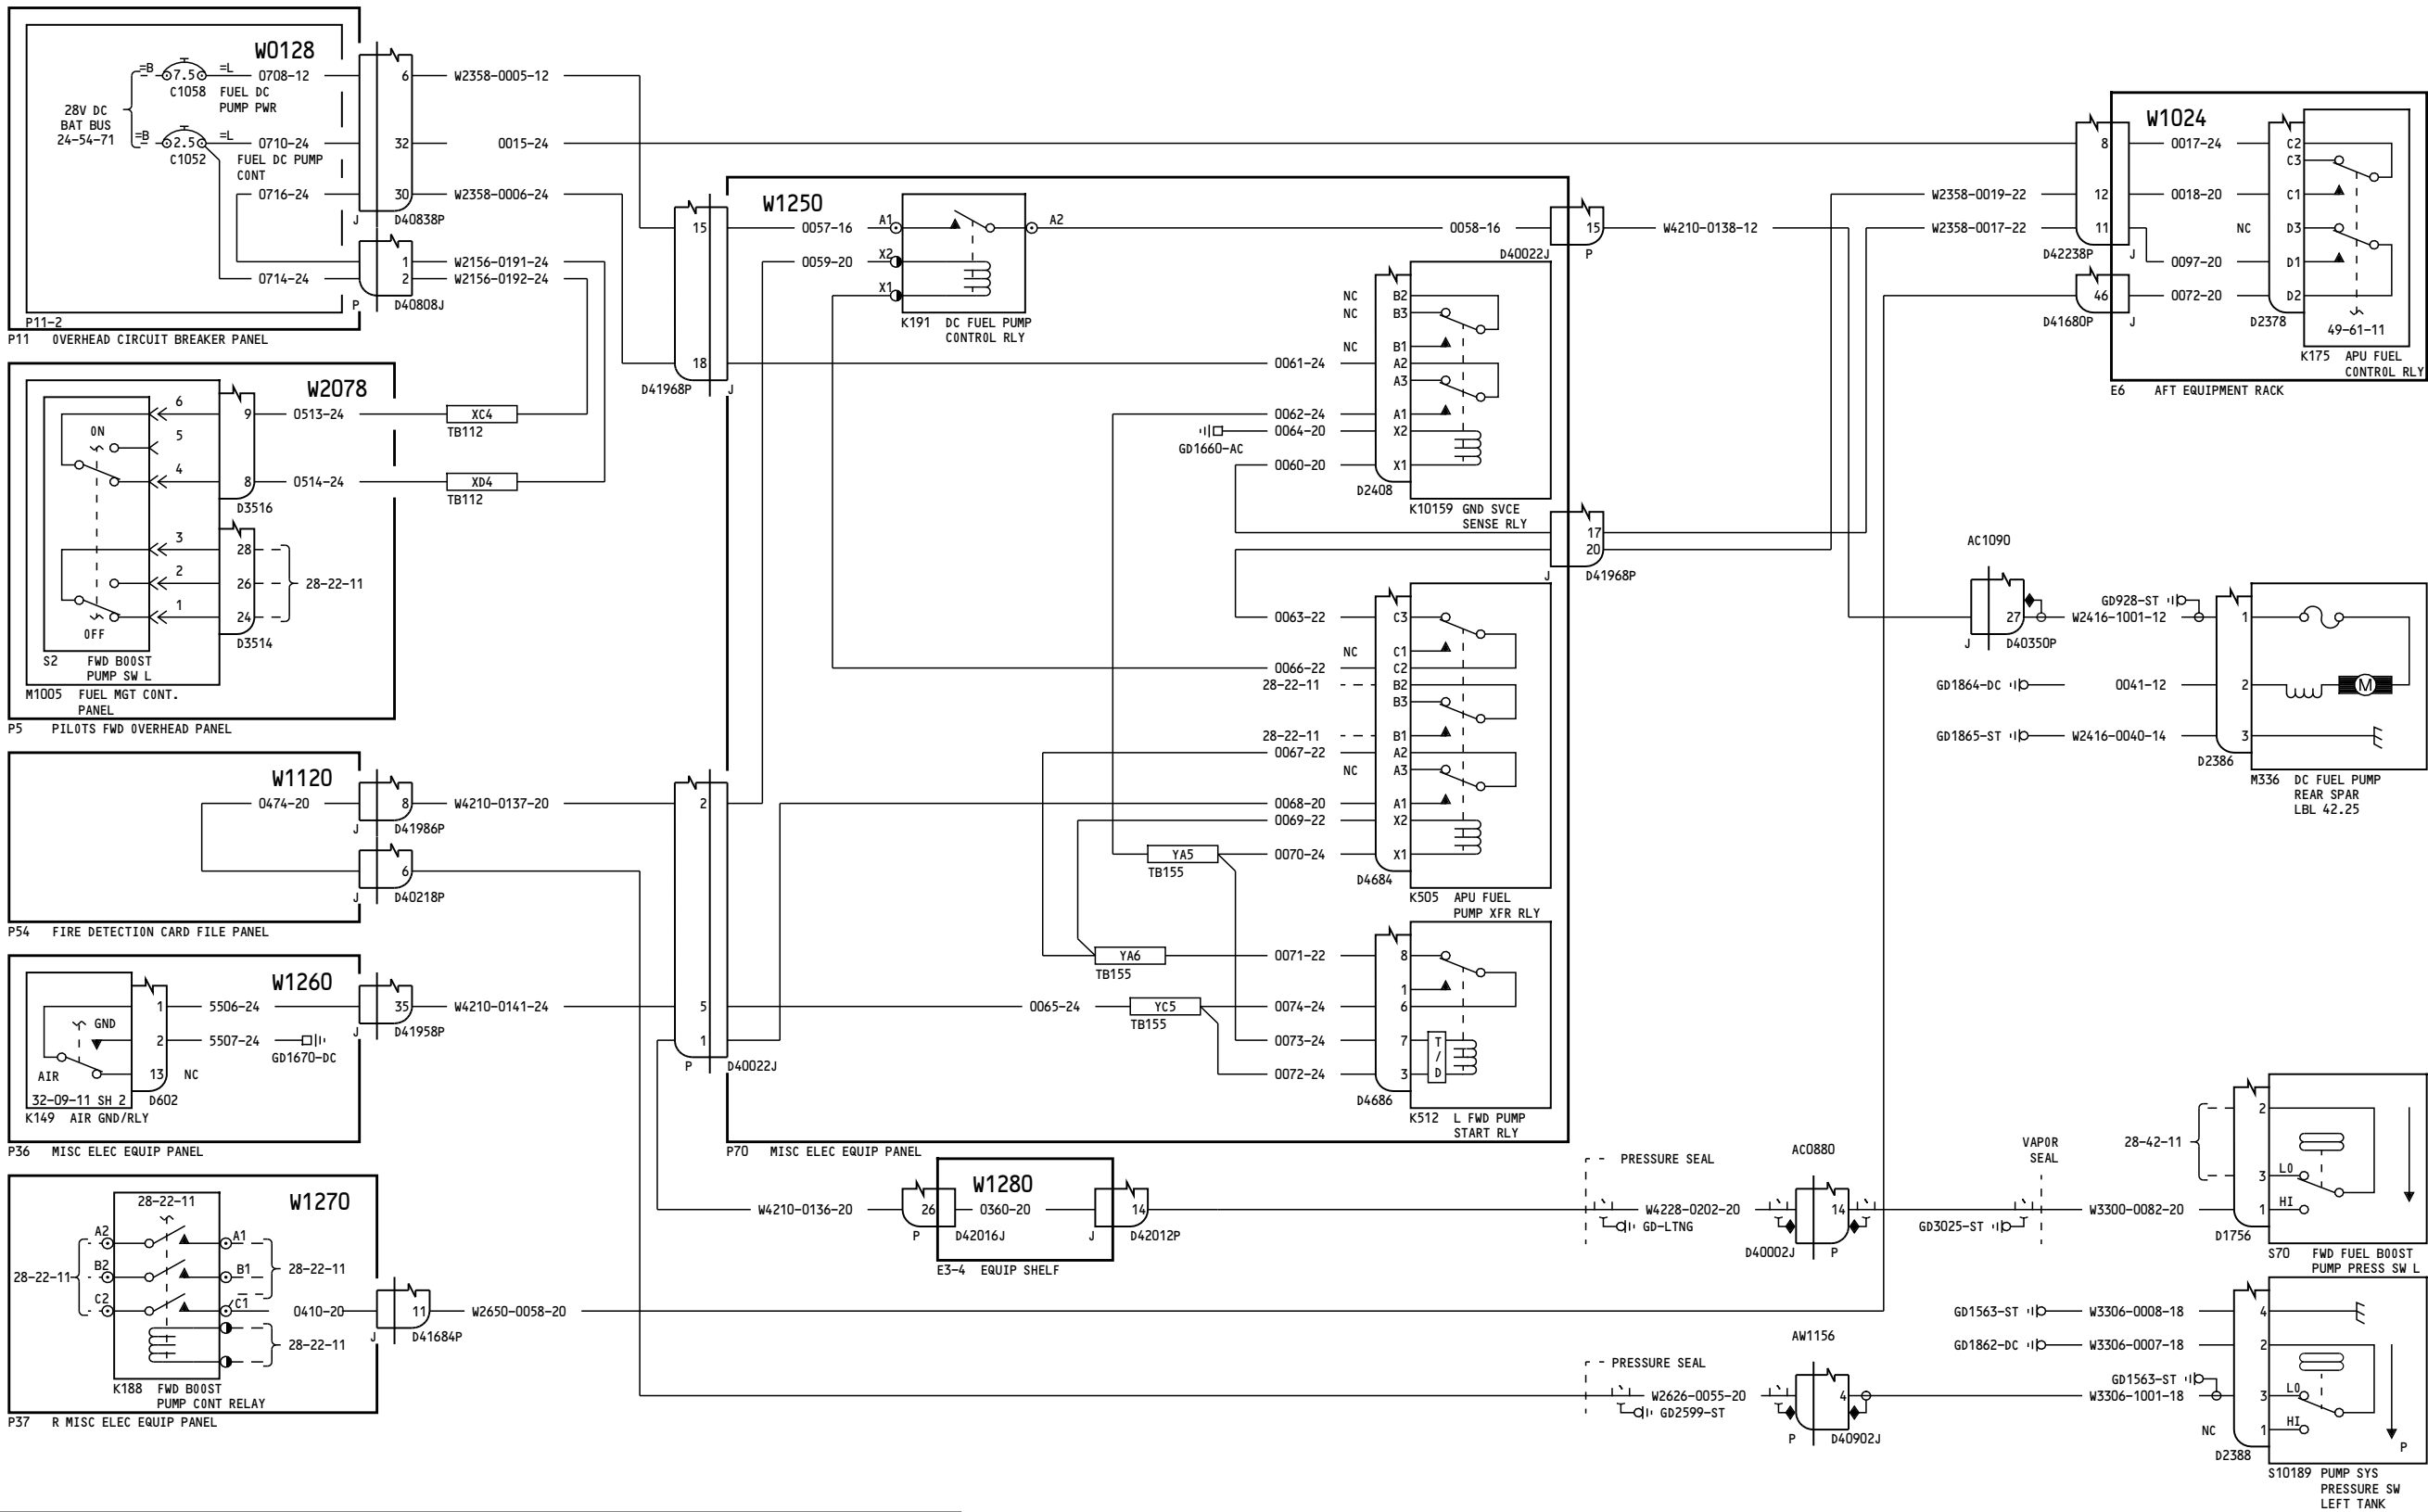 W0128
=B
7.5
=L
0708-12
C1058
FUEL DC
PUMP PWR
28V DC
BAT BUS
24-54-71
=B
2.5
=L
0710-24
C1052
FUEL DC PUMP
CONT
0716-24
0714-24
6
32
30
J
D40838P
1
2
P
D40808J
P11-2
P11 OVERHEAD CIRCUIT BREAKER PANEL
W2358-0005-12
0015-24
W2358-0006-24
W2156-0191-24
W2156-0192-24
W2078
6
ON
5
4
9
0513-24
8
0514-24
D3516
3
2
1
28
26
24
28-22-11
OFF
D3514
S2 FWD BOOST
PUMP SW L
M1005 FUEL MGT CONT.
PANEL
P5 PILOTS FWD OVERHEAD PANEL
XC4
TB112
XD4
TB112
W1120
0474-20
8
J
D41986P
W4210-0137-20
6
J
D40218P
P54 FIRE DETECTION CARD FILE PANEL
W1260
1
5506-24
GND
2
5507-24
GD1670-DC
AIR
13
NC
32-09-11 SH 2
D602
K149 AIR GND/RLY
35
J
D41958P
W4210-0141-24
P36 MISC ELEC EQUIP PANEL
W1270
28-22-11
A2
A1
B2
B1
28-22-11
28-22-11
C2
C1
0410-20
28-22-11
K188 FWD BOOST
PUMP CONT RELAY
11
J
D41684P
W2650-0058-20
P37 R MISC ELEC EQUIP PANEL
W1250
15
18
D41968P
J
0057-16
A1
A2
0059-20
X2
X1
K191 DC FUEL PUMP
CONTROL RLY
0058-16
15
D40022J
P
W4210-0138-12
NC
B2
NC
B3
NC
B1
0061-24
A2
A3
0062-24
A1
0064-20
X2
GD1660-AC
0060-20
X1
D2408
K10159 GND SVCE
SENSE RLY
17
20
J
D41968P
0063-22
C3
NC
C1
0066-22
C2
28-22-11
B2
B3
28-22-11
B1
0067-22
A2
NC
A3
0068-20
A1
0069-22
X2
YA5
0070-24
X1
TB155
D4684
K505 APU FUEL
PUMP XFR RLY
YA6
TB155
0071-22
8
1
0065-24
YC5
TB155
0074-24
6
0073-24
7
0072-24
3
T
/
D
D4686
K512 L FWD PUMP
START RLY
2
5
1
P
D40022J
P70 MISC ELEC EQUIP PANEL
W1280
W4210-0136-20
26
0360-20
14
P
D42016J
J
D42012P
E3-4 EQUIP SHELF
W1024
8
0017-24
C2
C3
W2358-0019-22
12
0018-20
C1
W2358-0017-22
11
NC
D3
D42238P
J
0097-20
D1
46
0072-20
D2
D41680P
J
D2378
49-61-11
K175 APU FUEL
CONTROL RLY
E6 AFT EQUIPMENT RACK
AC1090
27
J
D40350P
GD928-ST
W2416-1001-12
1
GD1864-DC
0041-12
2
M
GD1865-ST
W2416-0040-14
3
D2386
M336 DC FUEL PUMP
REAR SPAR
LBL 42.25
PRESSURE SEAL
AC0880
VAPOR
SEAL
28-42-11
2
3
LO
1
HI
W4228-0202-20
GD-LTNG
14
D40002J
P
GD3025-ST
W3300-0082-20
D1756
S70 FWD FUEL BOOST
PUMP PRESS SW L
GD1563-ST
W3306-0008-18
4
AW1156
GD1862-DC
W3306-0007-18
2
PRESSURE SEAL
GD1563-ST
W2626-0055-20
4
W3306-1001-18
3
LO
GD2599-ST
P
D40902J
NC
1
HI
P
D2388
S10189 PUMP SYS
PRESSURE SW
LEFT TANK